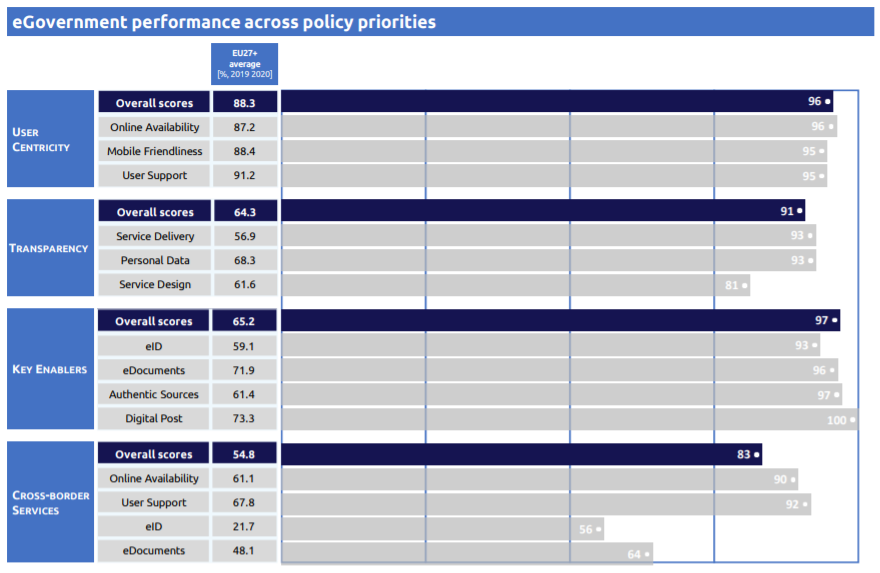 eGovernment performance across policy priorities
EU27+
average
[%, 2019 2020]
USER
CENTRICITY
Overall scores 88.3 96
Online Availability 87.2 96
Mobile Friendliness 88.4 95
User Support 91.2 95
TRANSPARENCY
Overall scores 64.3 91
Service Delivery 56.9 93
Personal Data 68.3 93
Service Design 61.6 81
KEY ENABLERS
Overall scores 65.2 97
eID 59.1 93
eDocuments 71.9 96
Authentic Sources 61.4 97
Digital Post 73.3 100
CROSS-BORDER
SERVICES
Overall scores 54.8 83
Online Availability 61.1 90
User Support 67.8 92
eID 21.7 56
eDocuments 48.1 64